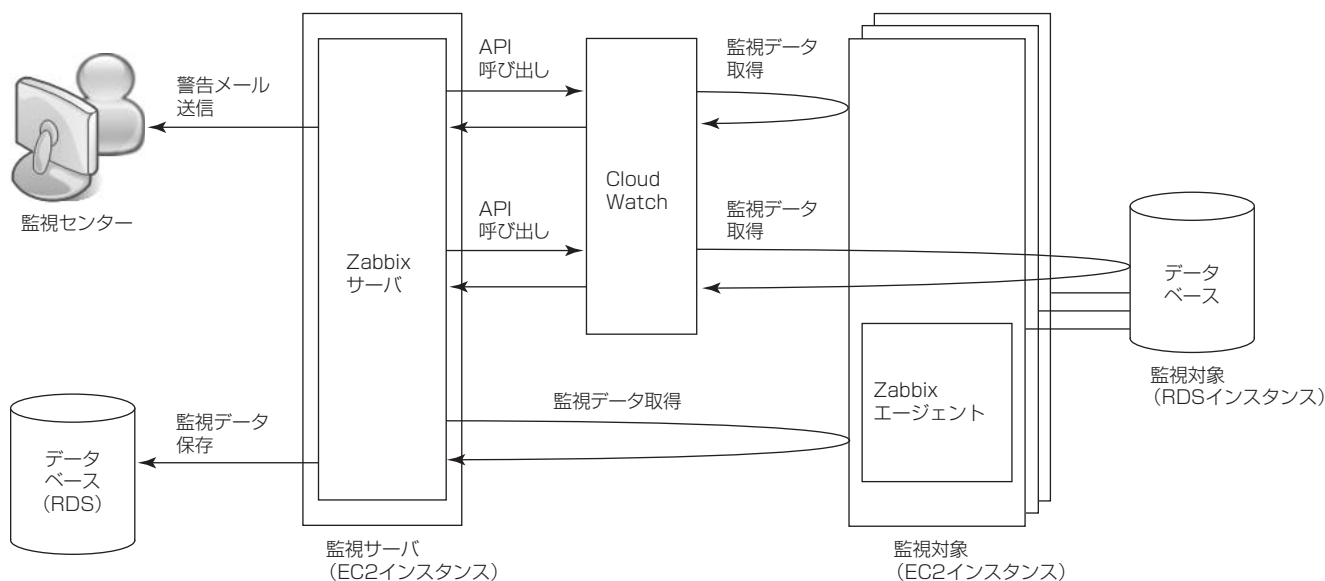 API
呼び出し
監視データ
取得
警告メール
送信
Cloud
Watch
監視センター
API
呼び出し
監視データ
取得
Zabbix
サーバ
データ
ベース
Zabbix
エージェント
監視対象
（RDSインスタンス）
監視データ取得
監視データ
保存
データ
ベース
（RDS）
監視サーバ
（EC2インスタンス）
監視対象
（EC2インスタンス）